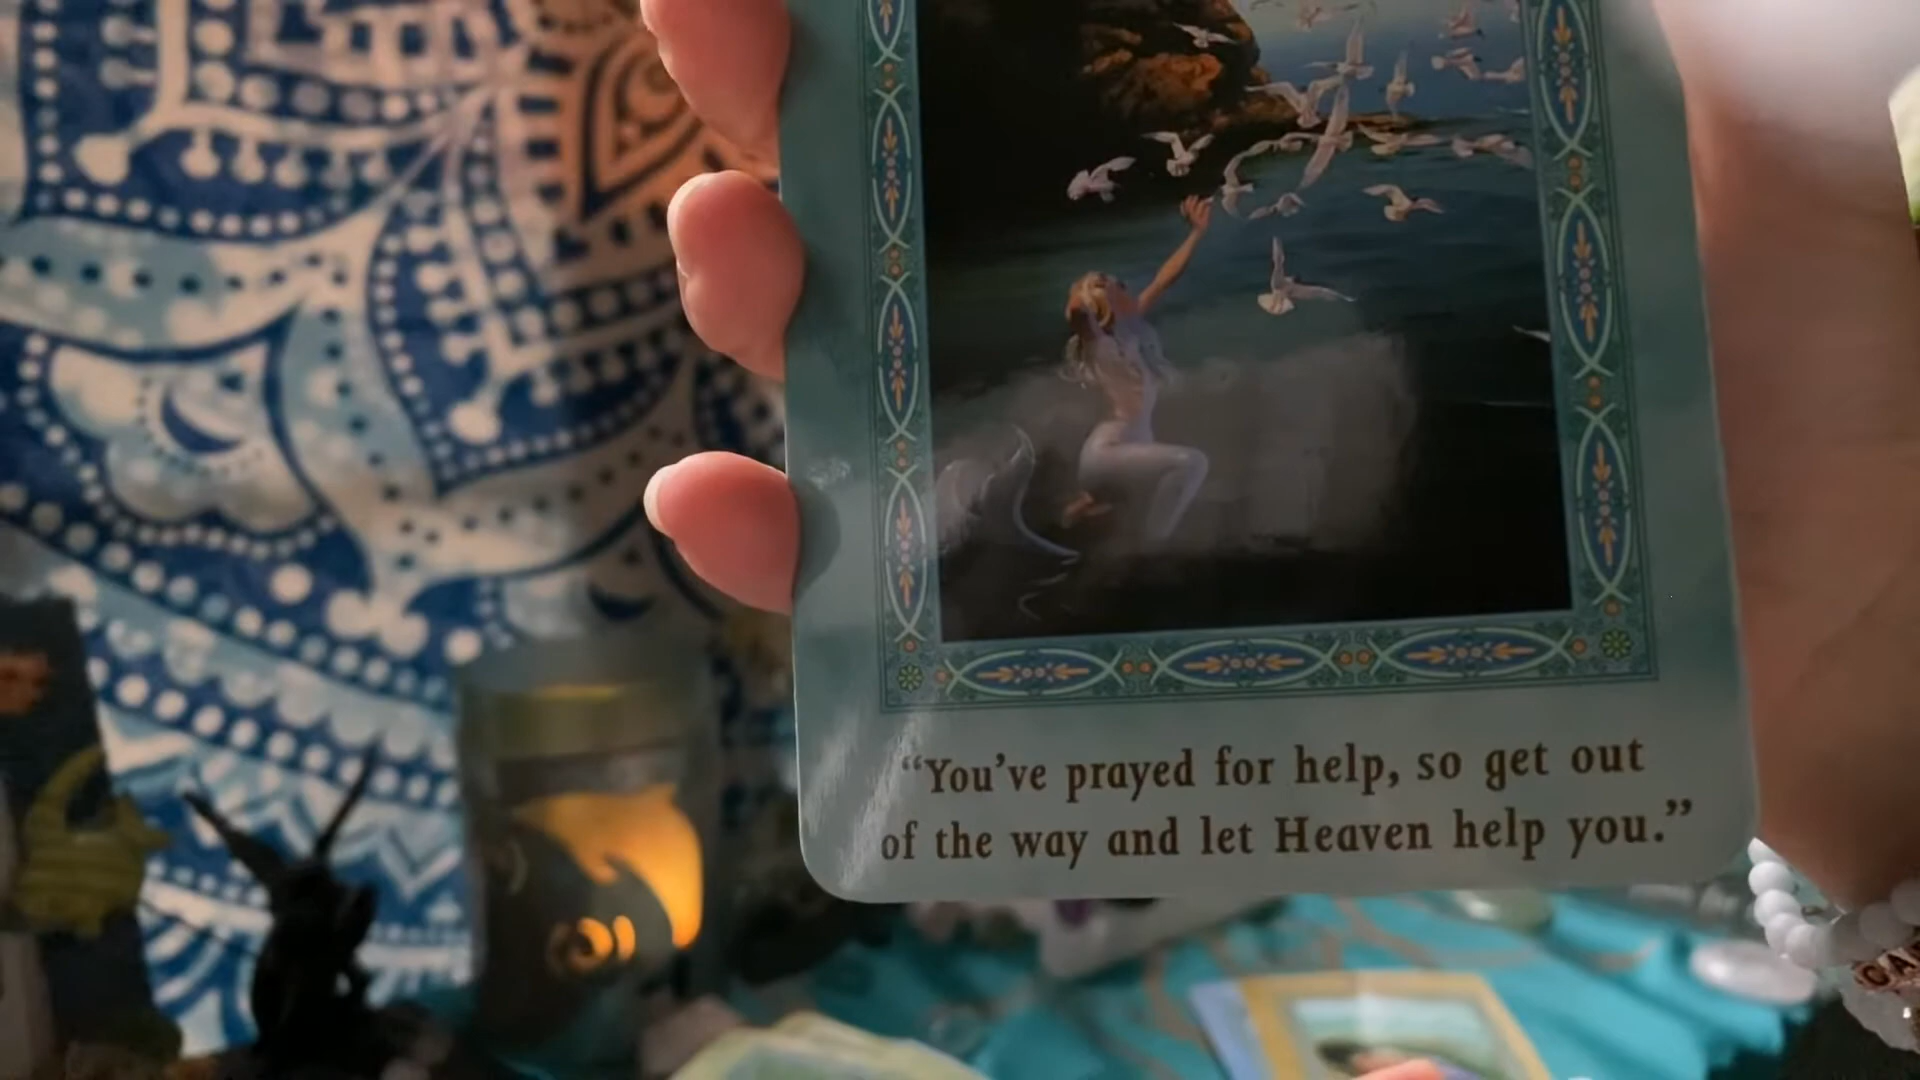 “You’ve prayed for help, so get out
of the way and let Heaven help you.”